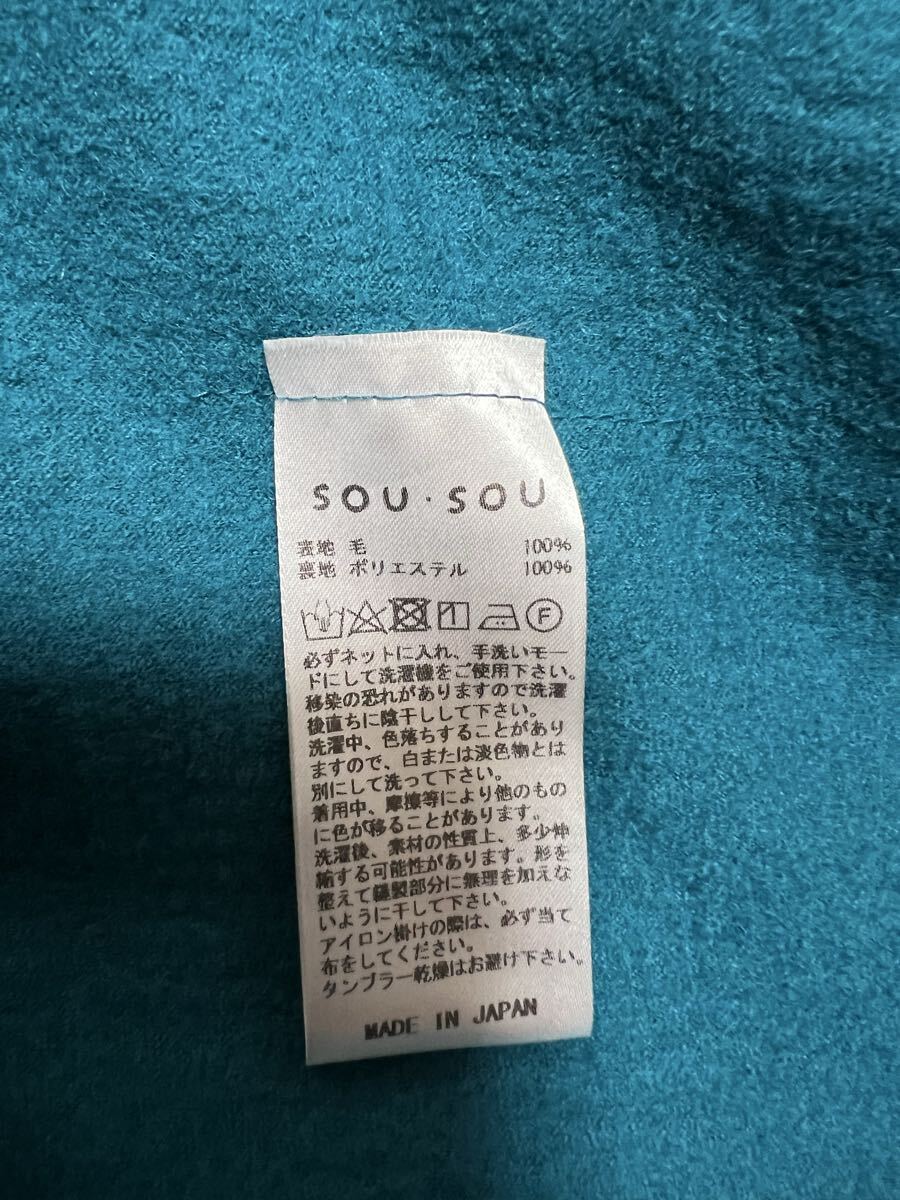 SOU・SOU
表地 毛 100%
裏地 ポリエステル 100%
F
必ずネットに入れ、手洗いモー
ドにして洗濯機をご使用下さい。
移染の恐れがありますので洗濯
後直ちに陰干しして下さい。
洗濯中、色落ちすることがあり
ますので、白または淡色物とは
別にして洗って下さい。
着用中、摩擦等により他のもの
に色が移ることがあります。
洗濯後、素材の性質上、多少伸
縮する可能性があります。形を
整えて縫製部分に無理を加えな
いように干して下さい。
アイロン掛けの際は、必ず当て
布をしてください。
タンブラー乾燥はお避け下さい。
MADE IN JAPAN